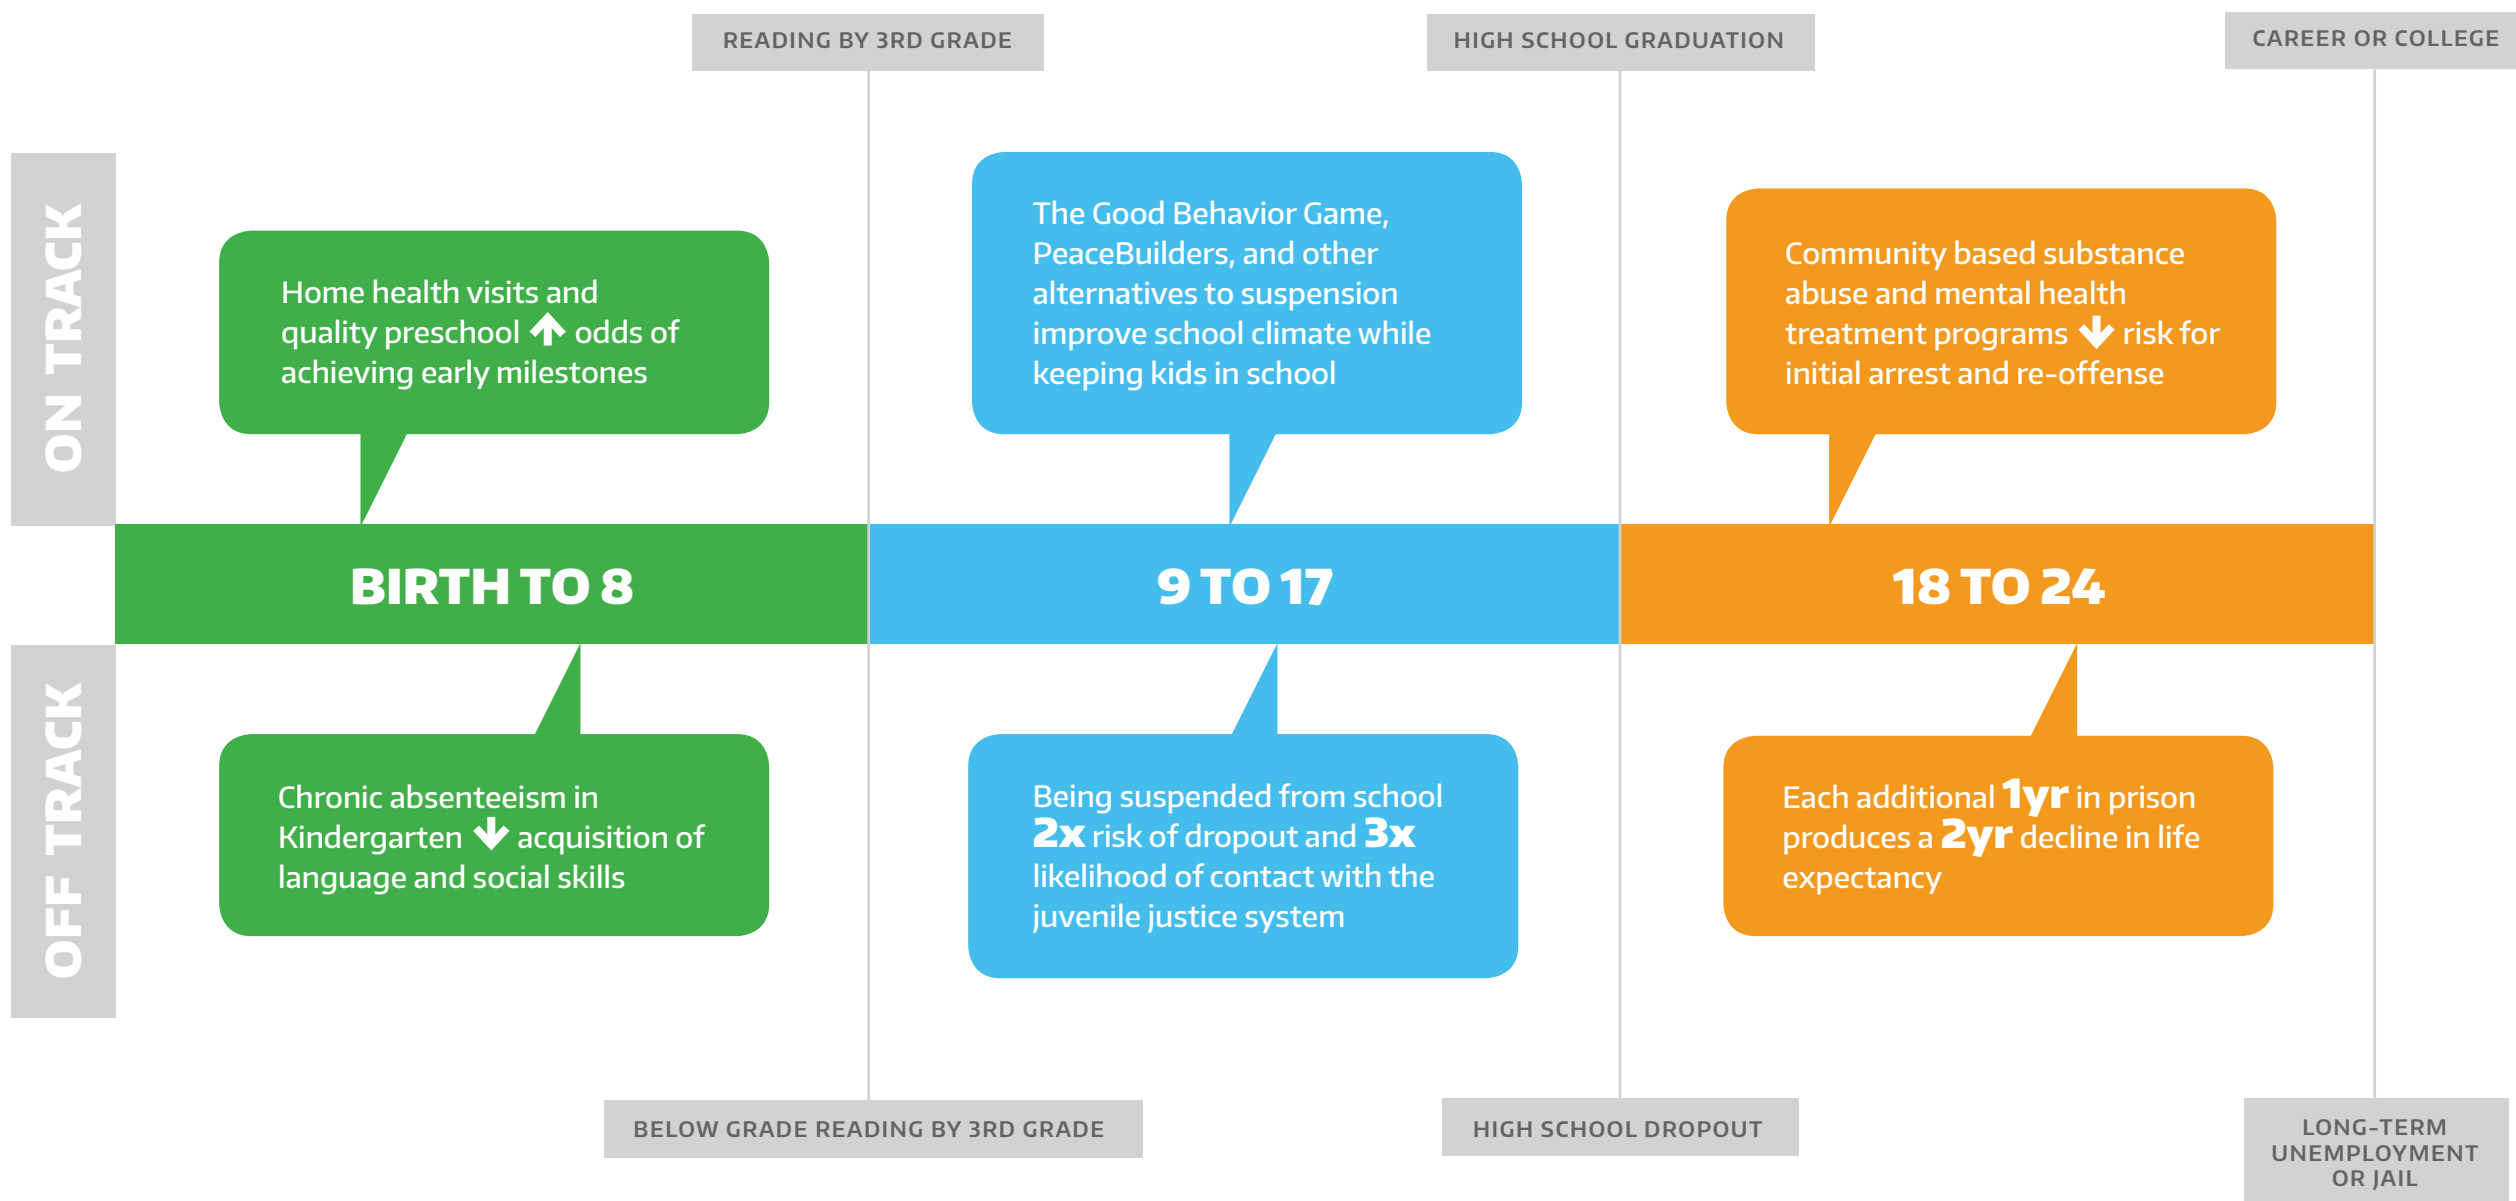 READING BY 3RD GRADE
HIGH SCHOOL GRADUATION
CAREER OR COLLEGE
ON TRACK
Home health visits and
quality preschool ↑ odds of
achieving early milestones
The Good Behavior Game,
PeaceBuilders, and other
alternatives to suspension
improve school climate while
keeping kids in school
Community based substance
abuse and mental health
treatment programs ↓ risk for
initial arrest and re-offense
BIRTH TO 8
9 TO 17
18 TO 24
OFF TRACK
Chronic absenteeism in
Kindergarten ↓ acquisition of
language and social skills
Being suspended from school
2x risk of dropout and 3x
likelihood of contact with the
juvenile justice system
Each additional 1yr in prison
produces a 2yr decline in life
expectancy
BELOW GRADE READING BY 3RD GRADE
HIGH SCHOOL DROPOUT
LONG-TERM
UNEMPLOYMENT
OR JAIL